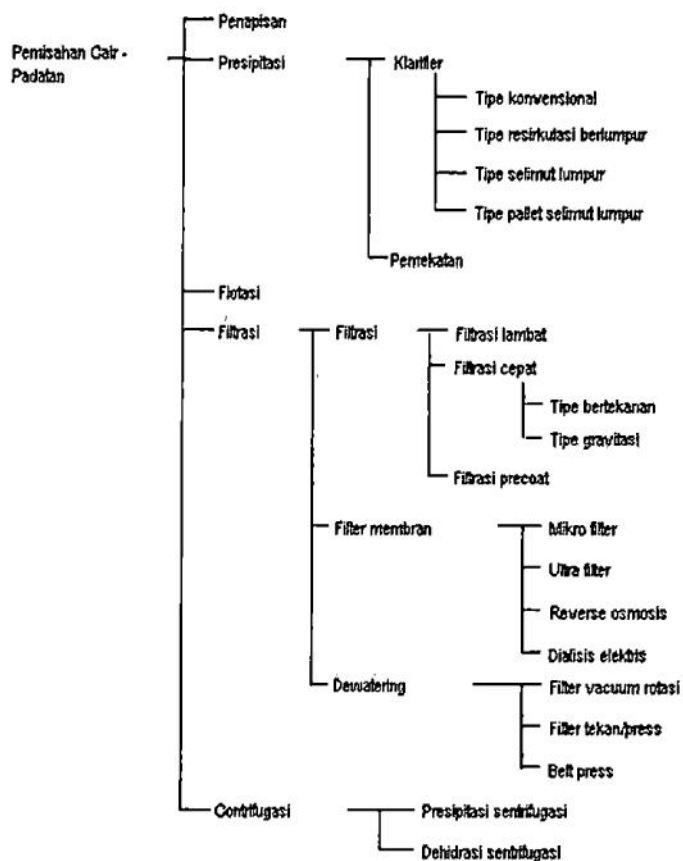 Penapisan
Pemisahan Cair -
Padatan
Presipitasi
Klarifier
Tipe konvensional
Tipe resirkulasi berlumpur
Tipe selimut lumpur
Tipe pallet selimut lumpur
Pemekatan
Flotasi
Filtrasi
Filtrasi
Filtrasi lambat
Filtrasi cepat
Tipe bertekanan
Tipe gravitasi
Filtrasi precoat
Filter membran
Mikro filter
Ultra filter
Reverse osmosis
Dialisis elektris
Dewatering
Filter vacuum rotasi
Filter tekan/press
Belt press
Contrifugasi
Presipitasi sentrifugasi
Dehidrasi sentrifugasi